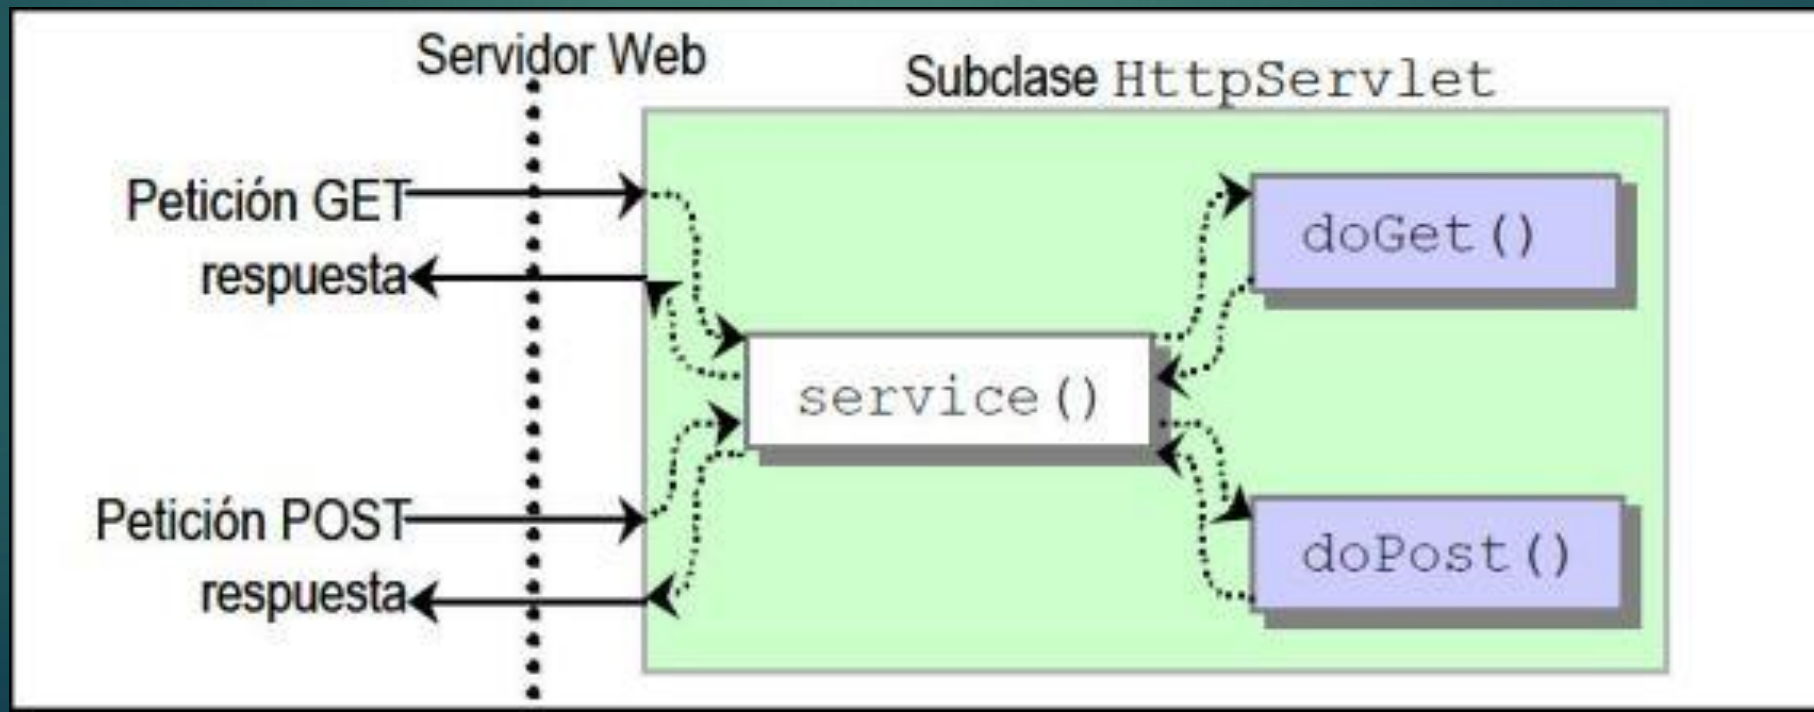 Servidor Web
Subclase HttpServlet
Petición GET
respuesta
doGet()
service()
Petición POST
respuesta
doPost()